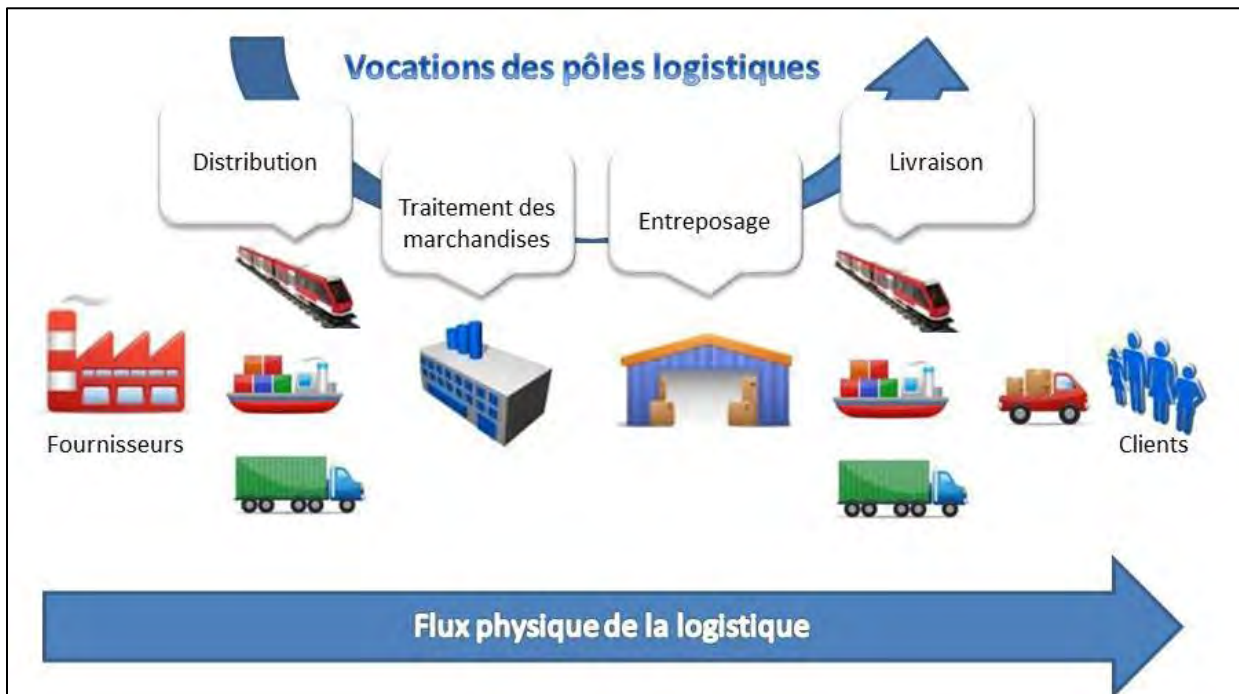 Vocations des pôles logistiques
Distribution
Traitement des
marchandises
Entreposage
Livraison
Fournisseurs
Clients
Flux physique de la logistique